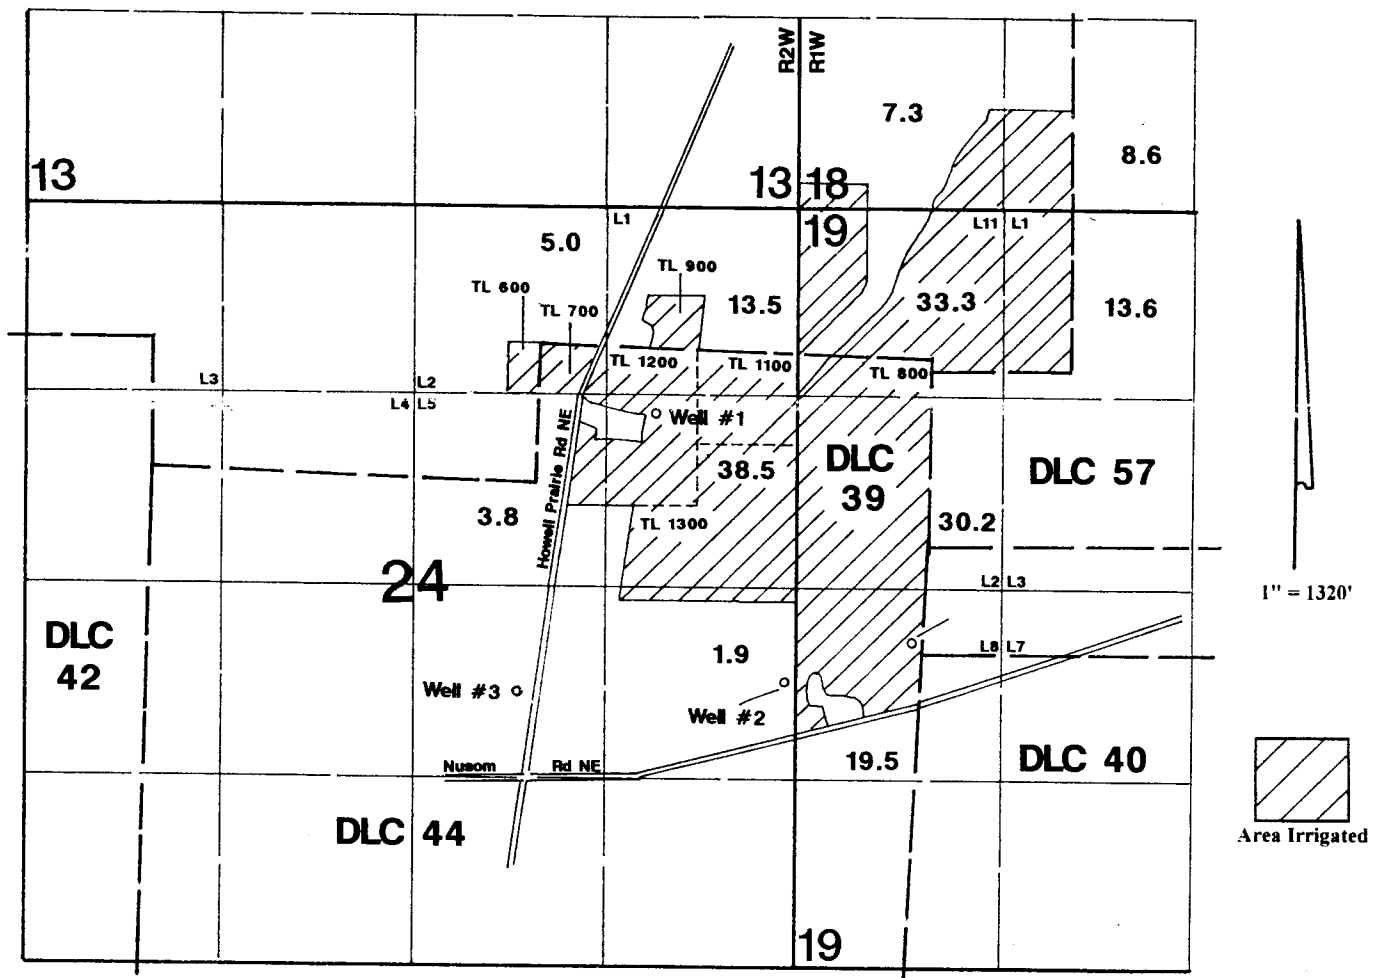 R2W
R1W
7.3
8.6
13
13
18
L1
19
L11
L1
5.0
TL 900
TL 600
TL 700
13.5
33.3
13.6
TL 1200
TL 1100
TL 800
L3
L2
L4
L5
Well #1
Howell Prairie Rd NE
38.5
DLC
39
DLC 57
3.8
TL 1300
30.2
24
L2
L3
1" = 1320'
DLC
42
1.9
L8
L7
Well #3
Well #2
Nusom Rd NE
19.5
DLC 40
DLC 44
Area Irrigated
19